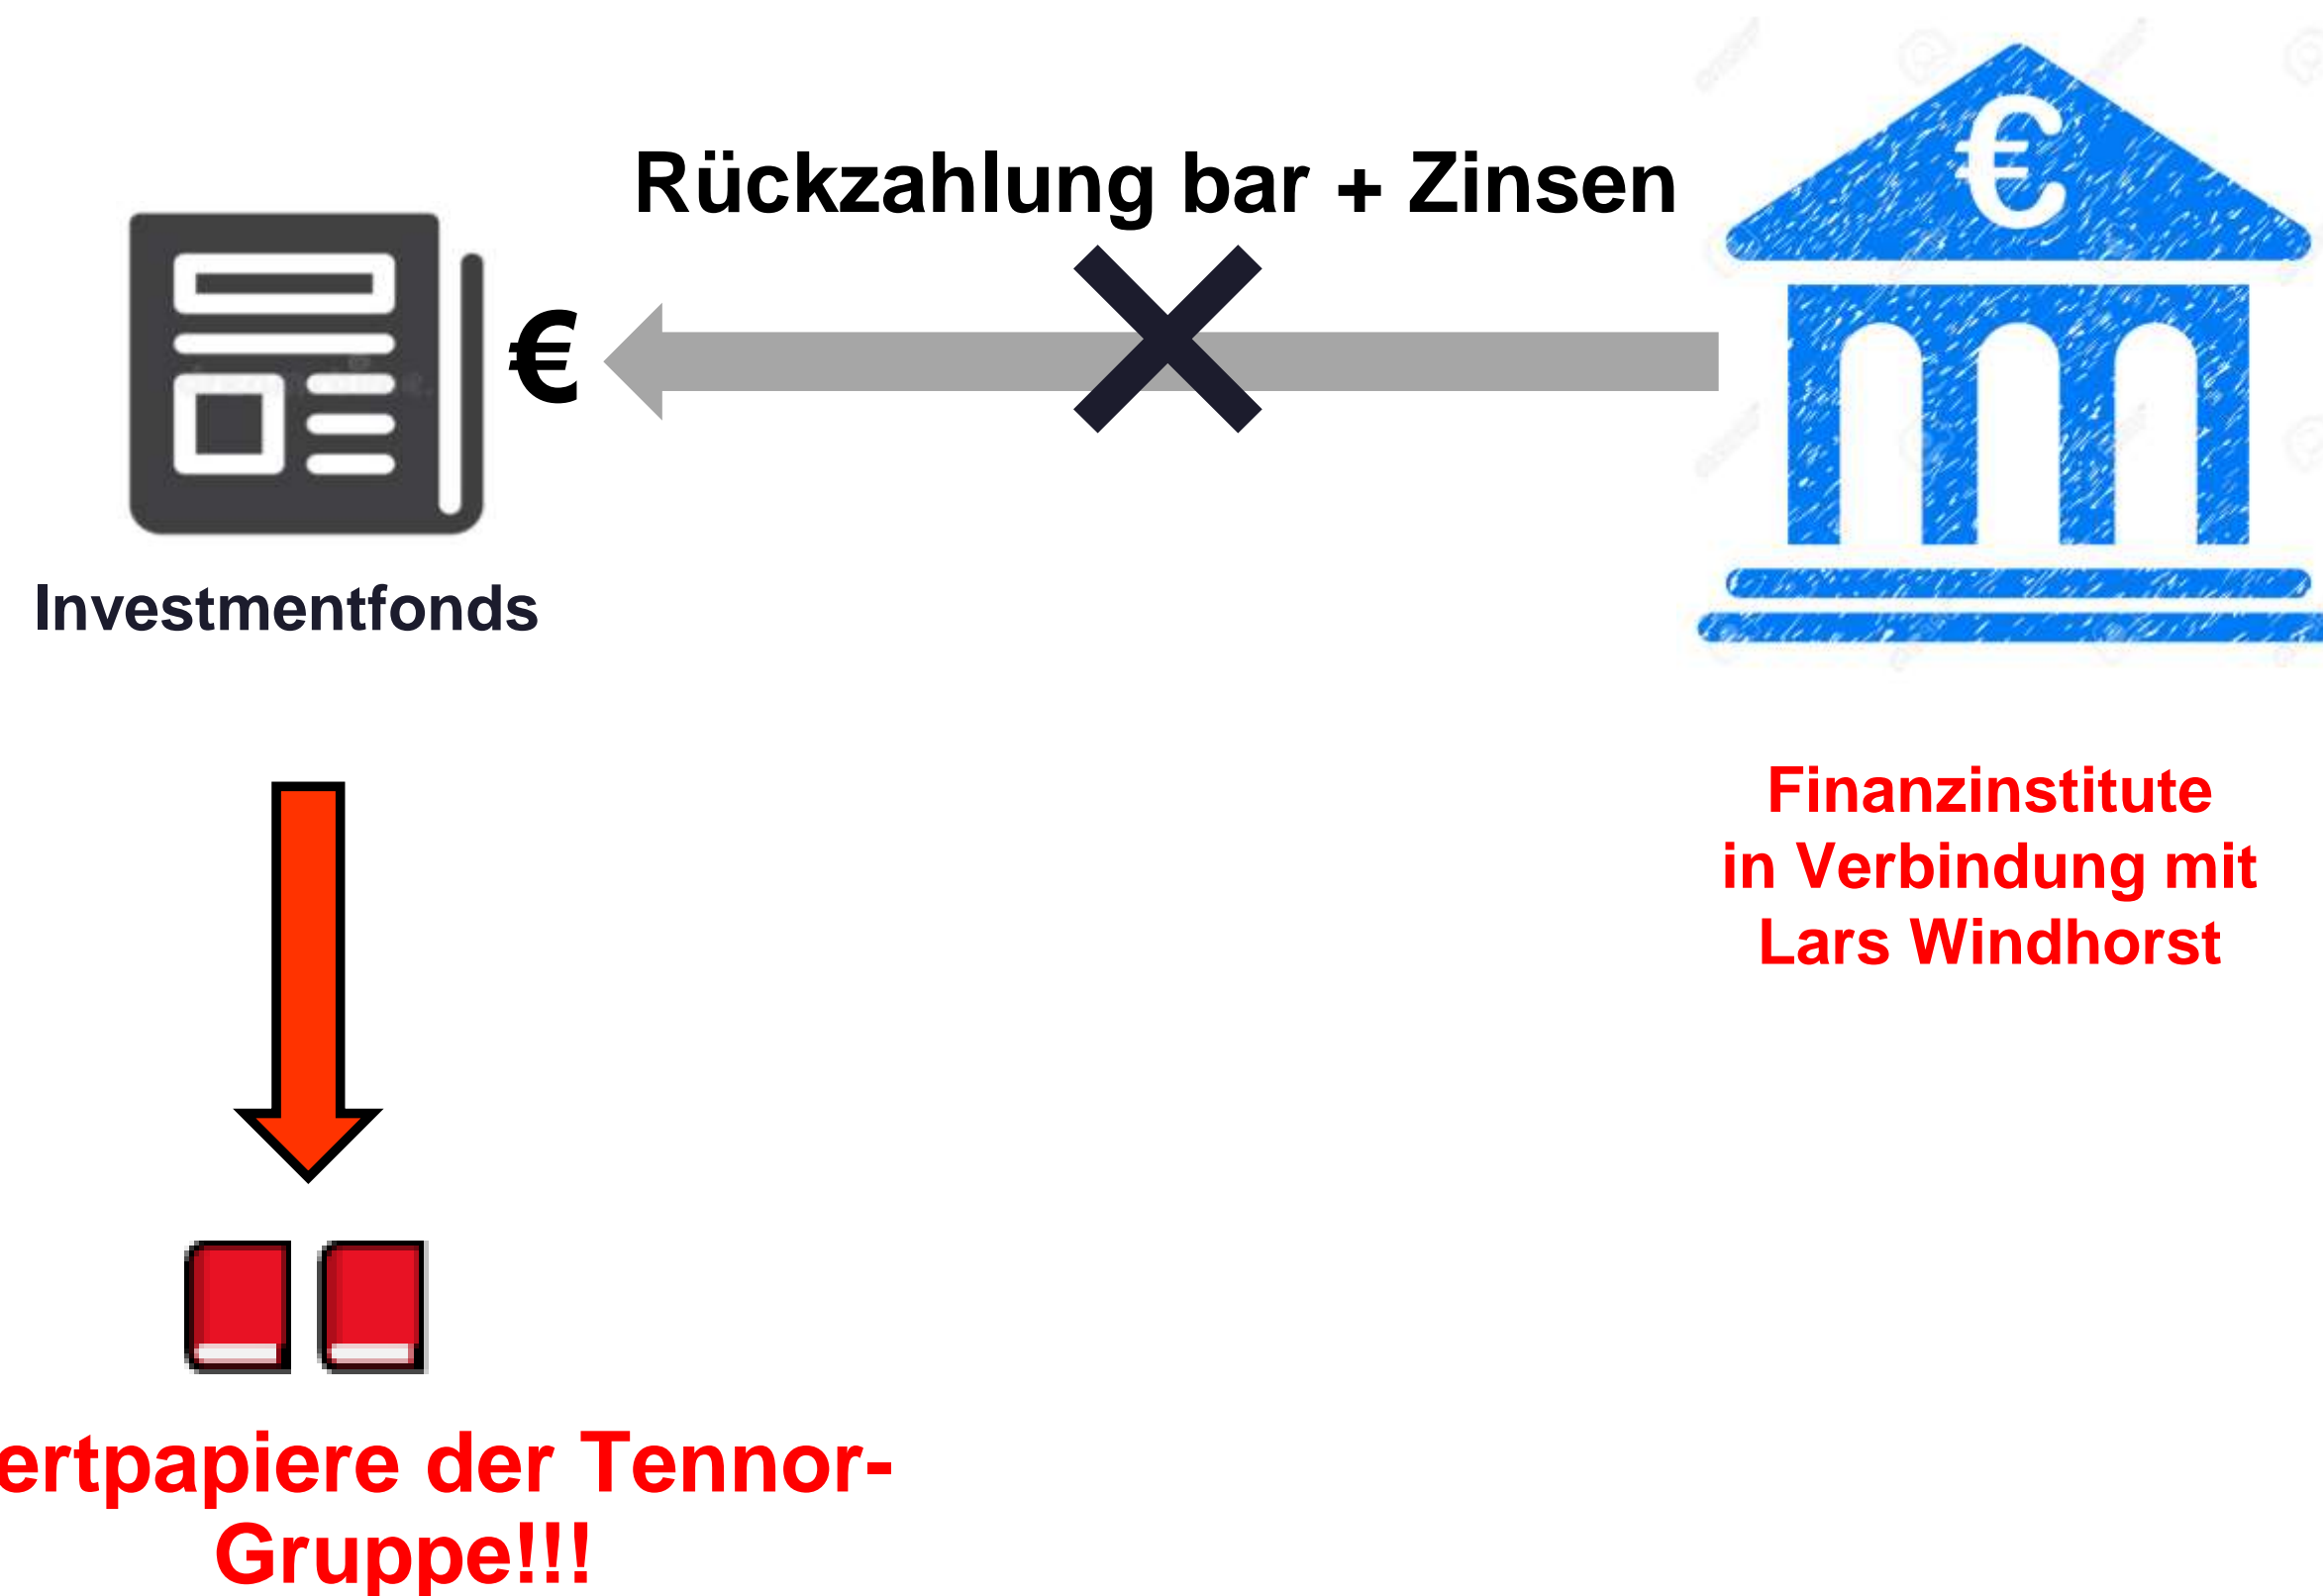 Rückzahlung bar + Zinsen
€
€
Investmentfonds
Finanzinstitute
in Verbindung mit
Lars Windhorst
ertpapiere der Tennor-
Gruppe!!!